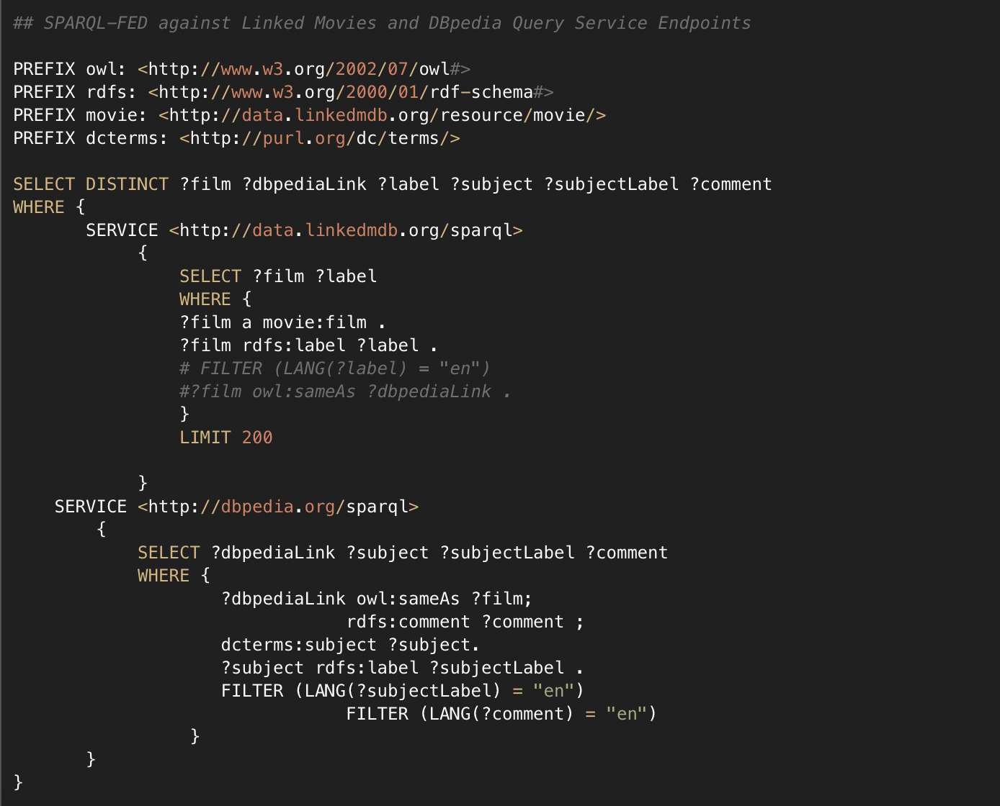 ## SPARQL-FED against Linked Movies and DBpedia Query Service Endpoints
PREFIX owl: <http://www.w3.org/2002/07/owl#>
PREFIX rdfs: <http://www.w3.org/2000/01/rdf-schema#>
PREFIX movie: <http://data.linkedmdb.org/resource/movie/>
PREFIX dcterms: <http://purl.org/dc/terms/>
SELECT DISTINCT ?film ?dbpediaLink ?label ?subject ?subjectLabel ?comment
WHERE {
SERVICE <http://data.linkedmdb.org/sparql>
{
SELECT ?film ?label
WHERE {
?film a movie:film .
?film rdfs:label ?label .
# FILTER (LANG(?label) = "en")
#?film owl:sameAs ?dbpediaLink .
}
LIMIT 200
}
SERVICE <http://dbpedia.org/sparql>
{
SELECT ?dbpediaLink ?subject ?subjectLabel ?comment
WHERE {
?dbpediaLink owl:sameAs ?film;
rdfs:comment ?comment ;
dcterms:subject ?subject.
?subject rdfs:label ?subjectLabel .
FILTER (LANG(?subjectLabel) = "en")
FILTER (LANG(?comment) = "en")
}
}
}